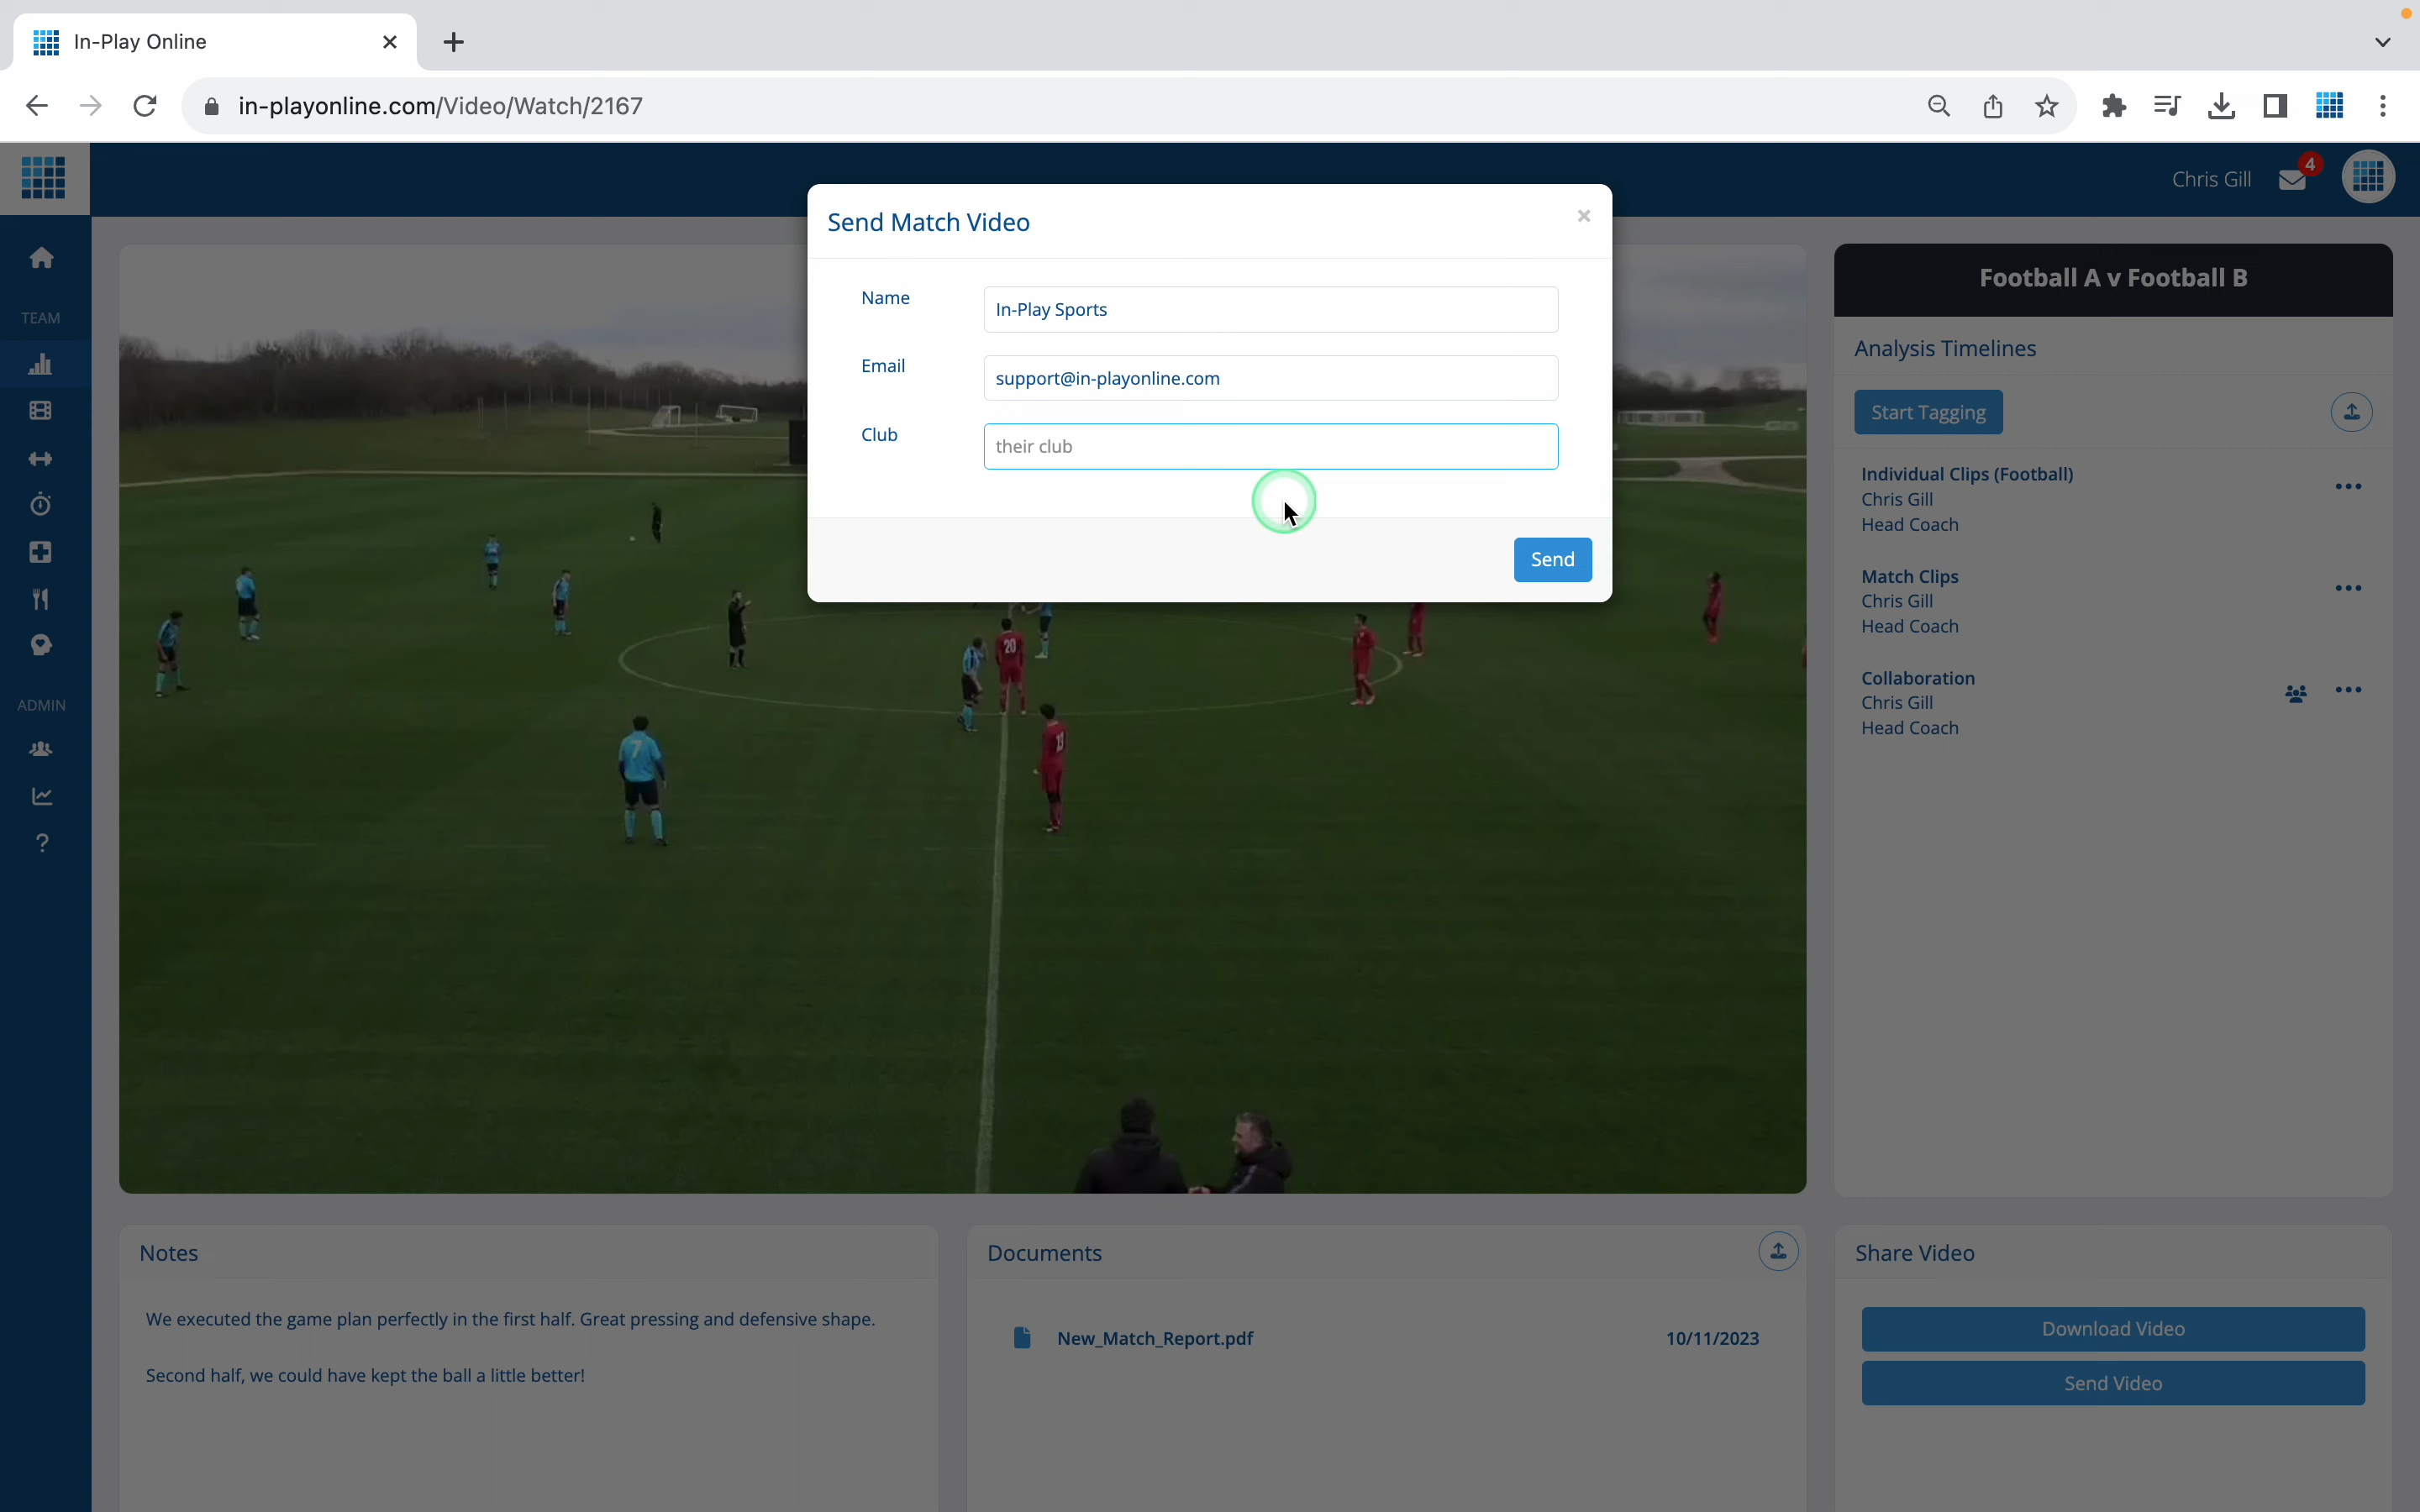 In-Play Online
in-playonline.com/Video/Watch/2167
Chris Gill
4
TEAM
ADMIN
Send Match Video
Name
In-Play Sports
Email
support@in-playonline.com
Club
their club
Send
20
7
13
Football A v Football B
Analysis Timelines
Start Tagging
Individual Clips (Football)
Chris Gill
Head Coach
Match Clips
Chris Gill
Head Coach
Collaboration
Chris Gill
Head Coach
Notes
We executed the game plan perfectly in the first half. Great pressing and defensive shape.
Second half, we could have kept the ball a little better!
Documents
New_Match_Report.pdf 10/11/2023
Share Video
Download Video
Send Video